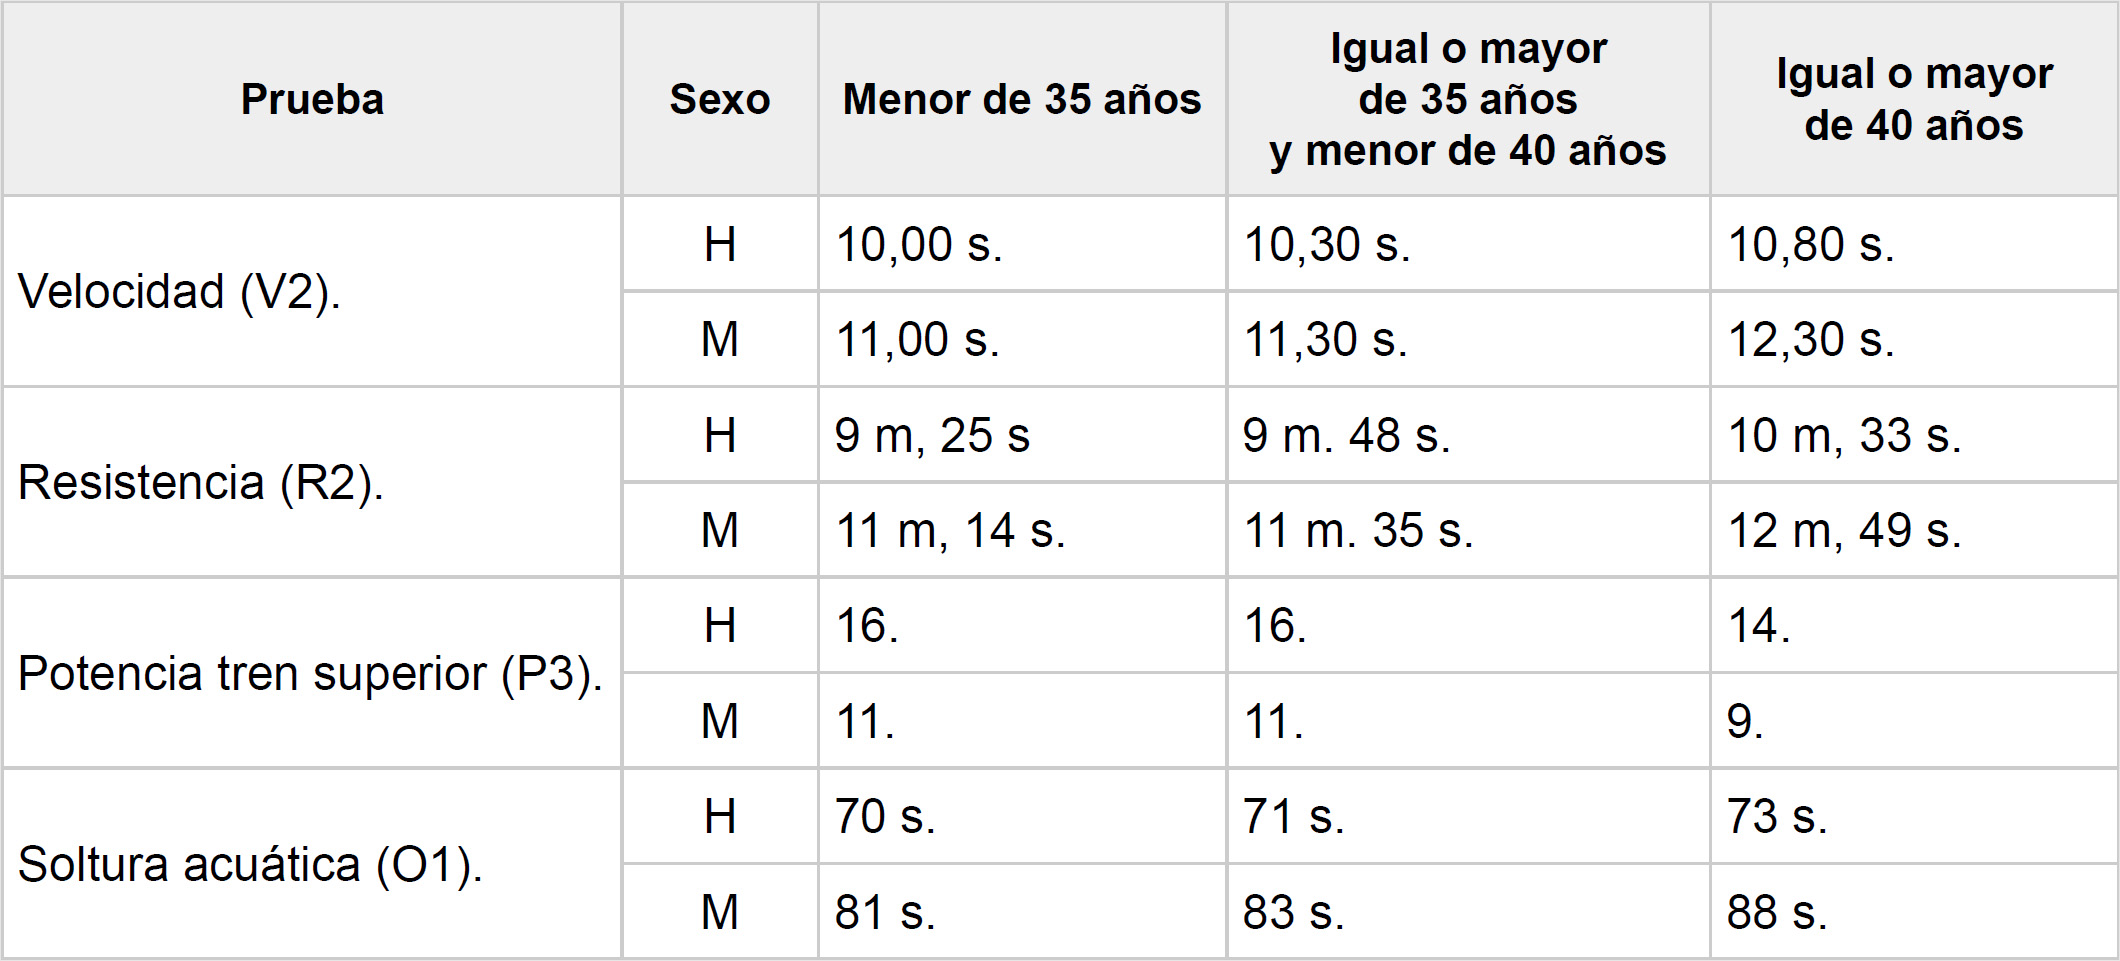 Prueba Sexo Menor de 35 años Igual o mayor de 35 años y menor de 40 años Igual o mayor de 40 años
Velocidad (V2). H 10,00 s. 10,30 s. 10,80 s.
M 11,00 s. 11,30 s. 12,30 s.
Resistencia (R2). H 9 m, 25 s 9 m. 48 s. 10 m, 33 s.
M 11 m, 14 s. 11 m. 35 s. 12 m, 49 s.
Potencia tren superior (P3). H 16. 16. 14.
M 11. 11. 9.
Soltura acuática (O1). H 70 s. 71 s. 73 s.
M 81 s. 83 s. 88 s.